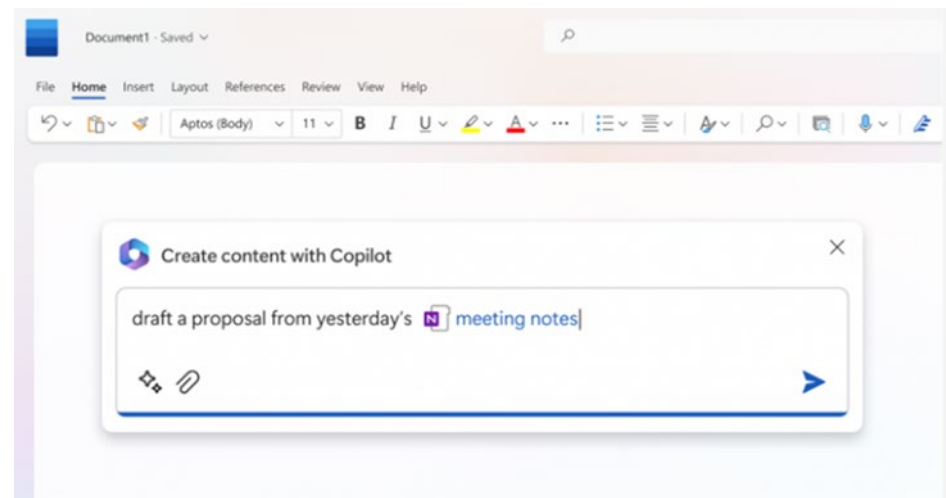 Document1 · Saved
File Home Insert Layout References Review View Help
Aptos (Body) 11 B I U A
Create content with Copilot
draft a proposal from yesterday's N meeting notes